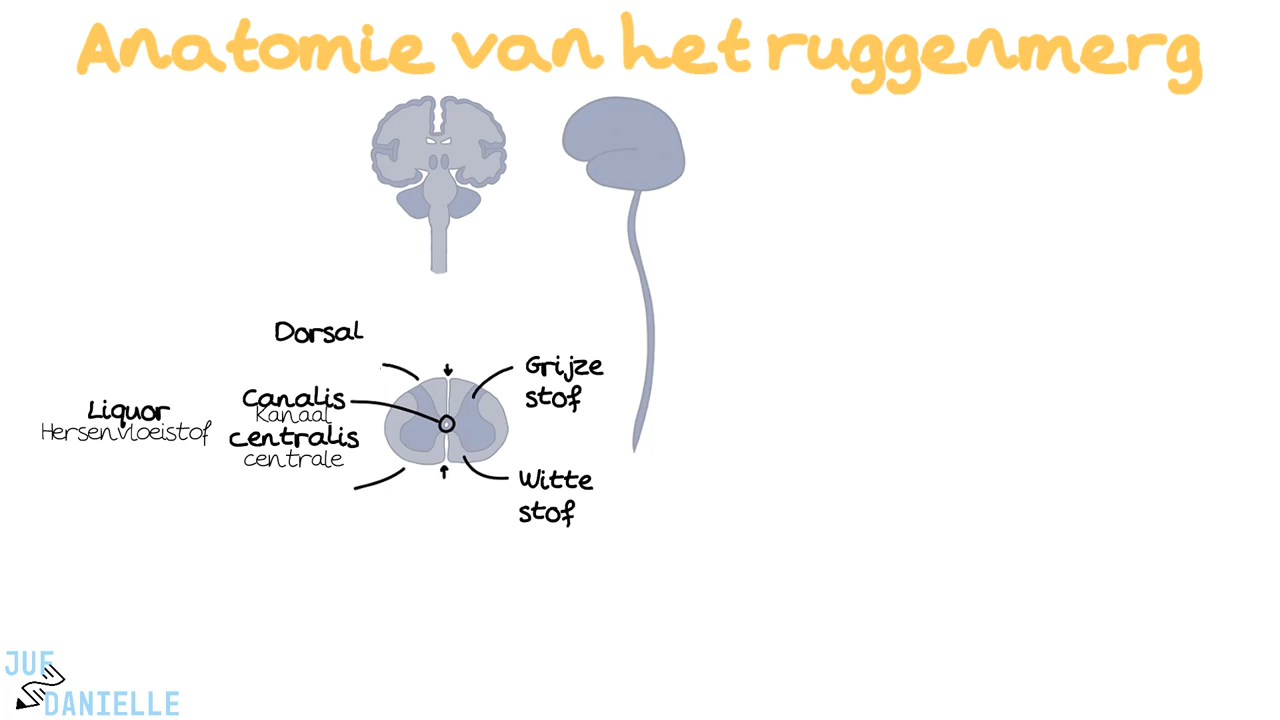 Anatomie van het ruggenmerg
Dorsal
Grijze
stof
Canalis
Kanaal
centralis
centrale
Liquor
Hersenvloeistof
Witte
stof
JUF
DANIELLE